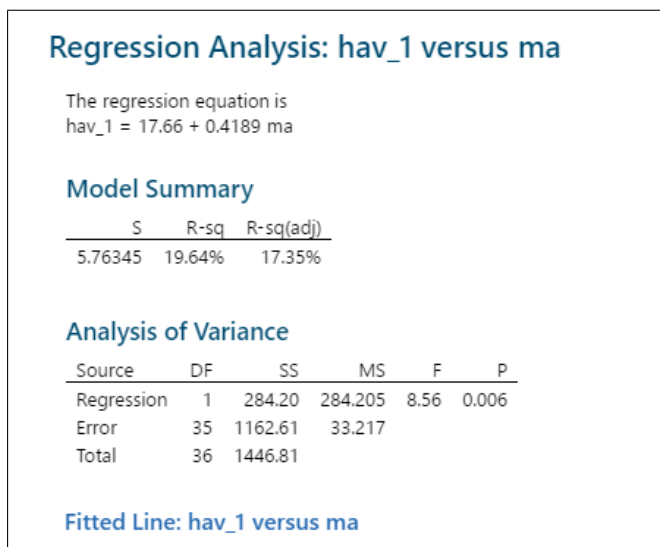 Regression Analysis: hav_1 versus ma
The regression equation is
hav_1 = 17.66 + 0.4189 ma
Model Summary
S R-sq R-sq(adj)
5.76345 19.64% 17.35%
Analysis of Variance
Source DF SS MS F P
Regression 1 284.20 284.205 8.56 0.006
Error 35 1162.61 33.217
Total 36 1446.81
Fitted Line: hav_1 versus ma